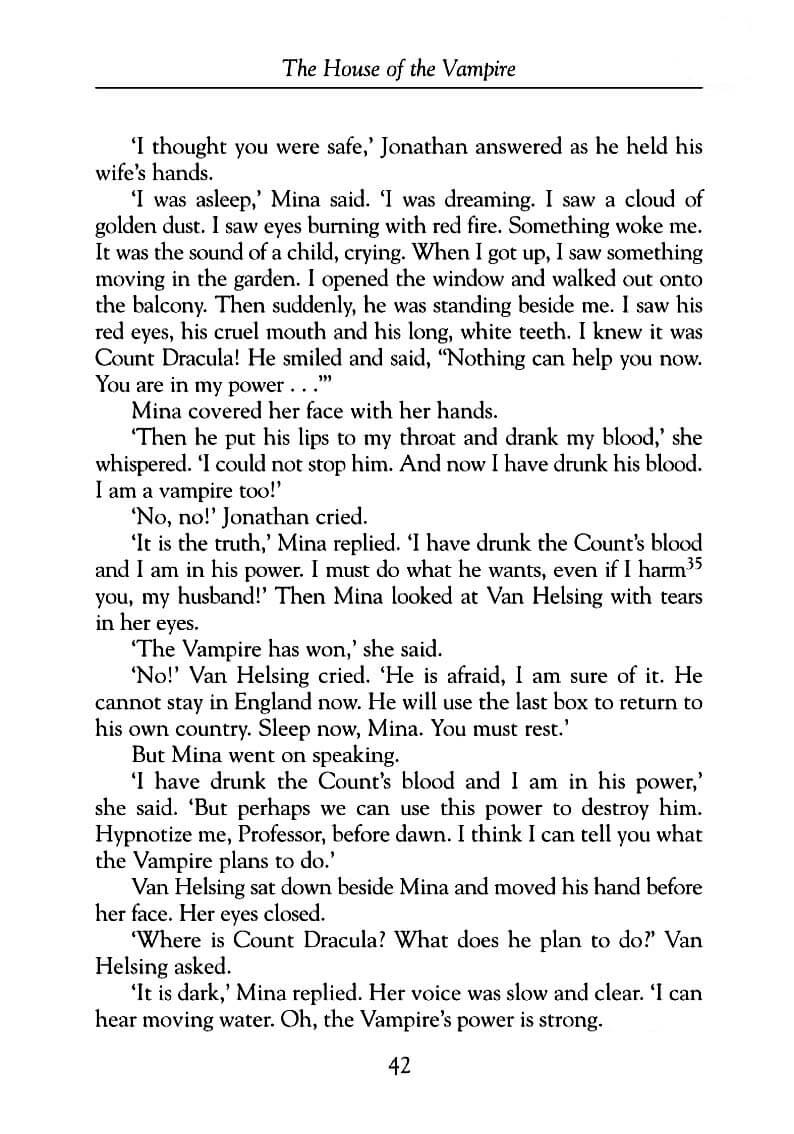 The House of the Vampire
‘I thought you were safe,’ Jonathan answered as he held his
wife’s hands.
‘I was asleep,’ Mina said. ‘I was dreaming. I saw a cloud of
golden dust. I saw eyes burning with red fire. Something woke me.
It was the sound of a child, crying. When I got up, I saw something
moving in the garden. I opened the window and walked out onto
the balcony. Then suddenly, he was standing beside me. I saw his
red eyes, his cruel mouth and his long, white teeth. I knew it was
Count Dracula! He smiled and said, “Nothing can help you now.
You are in my power . . .”’
Mina covered her face with her hands.
‘Then he put his lips to my throat and drank my blood,’ she
whispered. ‘I could not stop him. And now I have drunk his blood.
I am a vampire too!’
‘No, no!’ Jonathan cried.
‘It is the truth,’ Mina replied. ‘I have drunk the Count’s blood
and I am in his power. I must do what he wants, even if I harm³⁵
you, my husband!’ Then Mina looked at Van Helsing with tears
in her eyes.
‘The Vampire has won,’ she said.
‘No!’ Van Helsing cried. ‘He is afraid, I am sure of it. He
cannot stay in England now. He will use the last box to return to
his own country. Sleep now, Mina. You must rest.’
But Mina went on speaking.
‘I have drunk the Count’s blood and I am in his power,’
she said. ‘But perhaps we can use this power to destroy him.
Hypnotize me, Professor, before dawn. I think I can tell you what
the Vampire plans to do.’
Van Helsing sat down beside Mina and moved his hand before
her face. Her eyes closed.
‘Where is Count Dracula? What does he plan to do?’ Van
Helsing asked.
‘It is dark,’ Mina replied. Her voice was slow and clear. ‘I can
hear moving water. Oh, the Vampire’s power is strong.
42